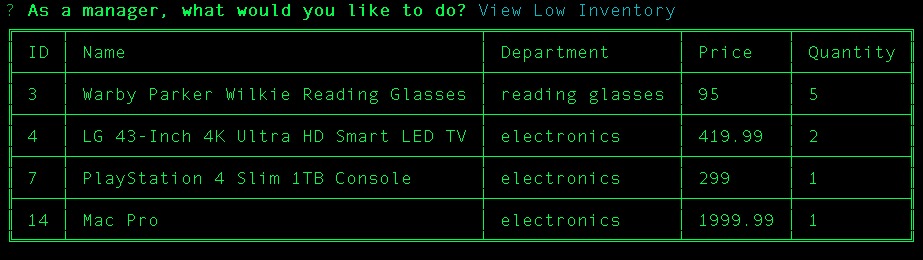 ? As a manager, what would you like to do? View Low Inventory
ID Name Department Price Quantity
3 Warby Parker Wilkie Reading Glasses reading glasses 95 5
4 LG 43-Inch 4K Ultra HD Smart LED TV electronics 419.99 2
7 PlayStation 4 Slim 1TB Console electronics 299 1
14 Mac Pro electronics 1999.99 1